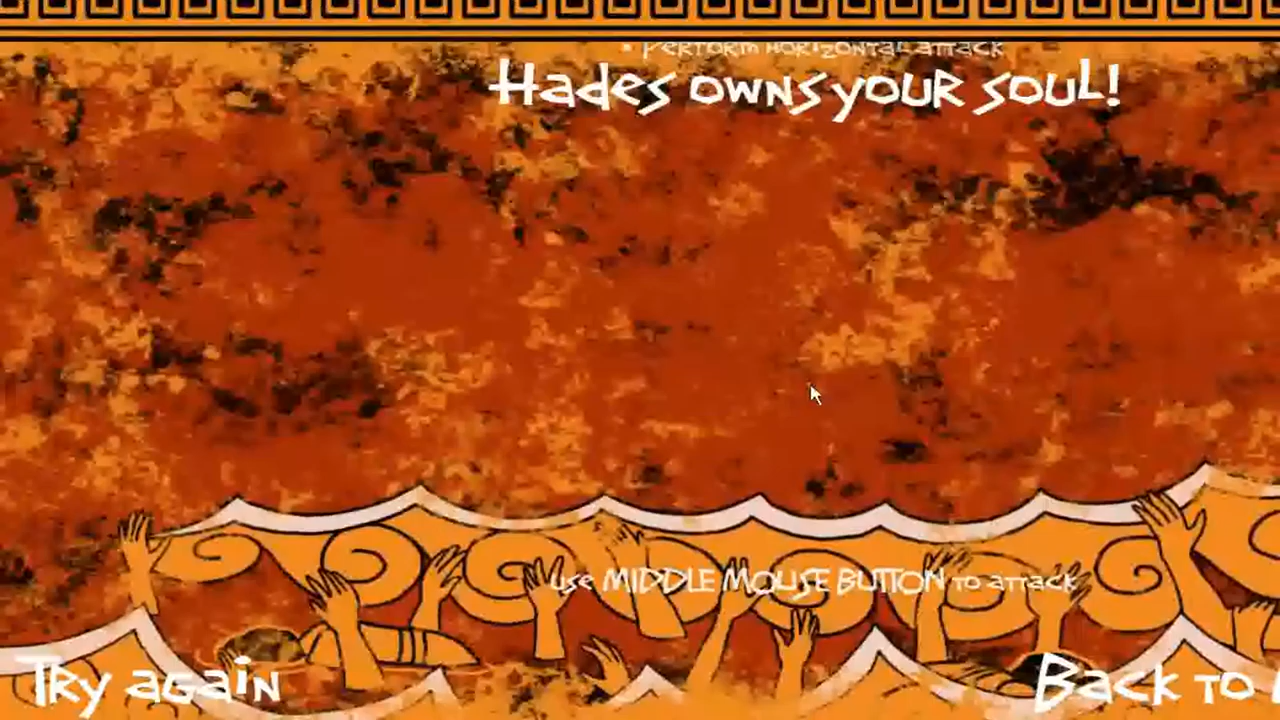 • Perform horizontal attack
Hades owns your soul!
use MIDDLE MOUSE BUTTON to attack
Try again
Back to